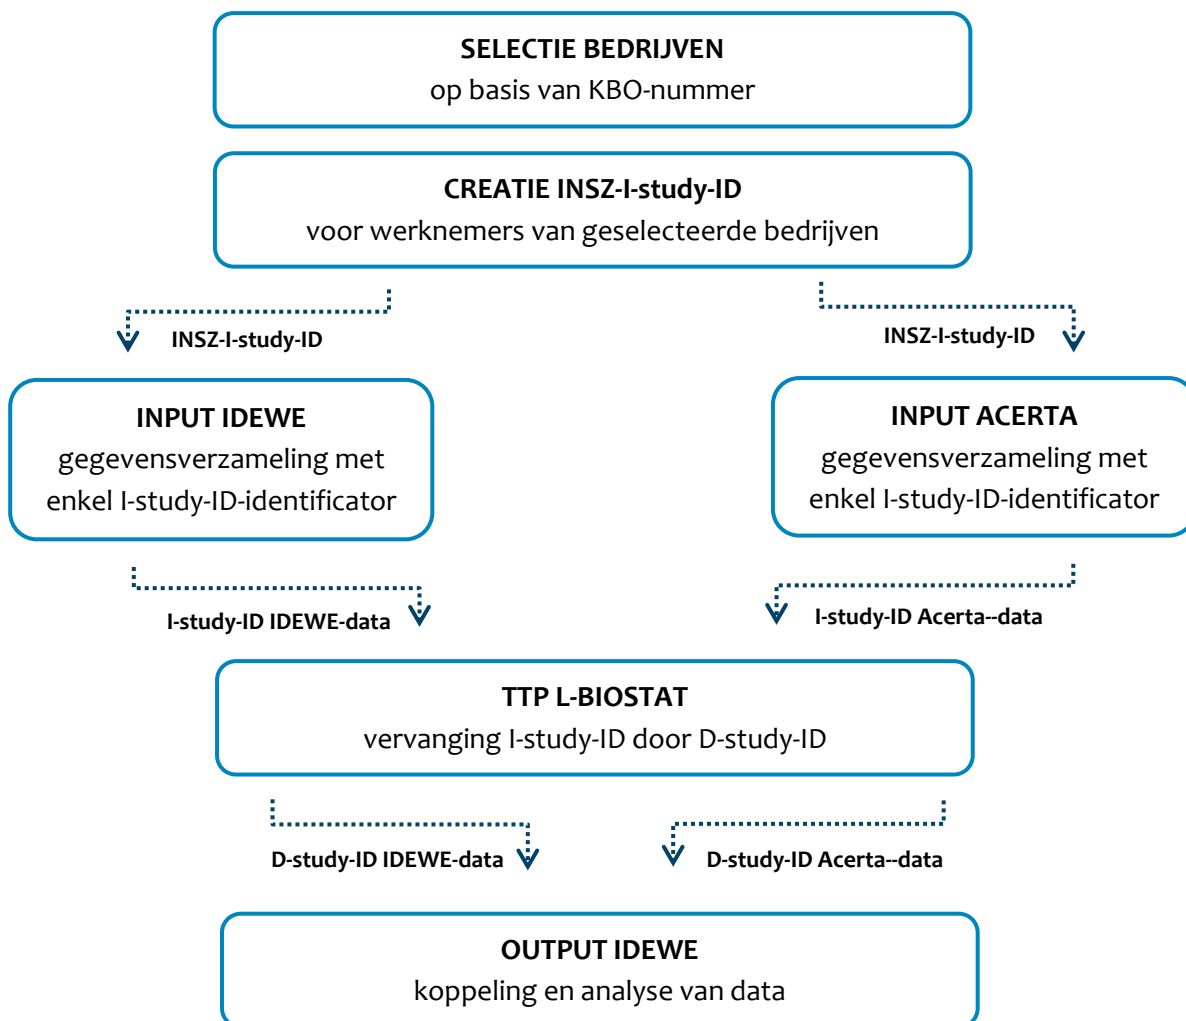 SELECTIE BEDRIJVEN
op basis van KBO-nummer
CREATIE INSZ-I-study-ID
voor werknemers van geselecteerde bedrijven
INSZ-I-study-ID
INSZ-I-study-ID
INPUT IDEWE
gegevensverzameling met
enkel I-study-ID-identificator
INPUT ACERTA
gegevensverzameling met
enkel I-study-ID-identificator
I-study-ID IDEWE-data
I-study-ID Acerta--data
TTP L-BIOSTAT
vervanging I-study-ID door D-study-ID
D-study-ID IDEWE-data
D-study-ID Acerta--data
OUTPUT IDEWE
koppeling en analyse van data